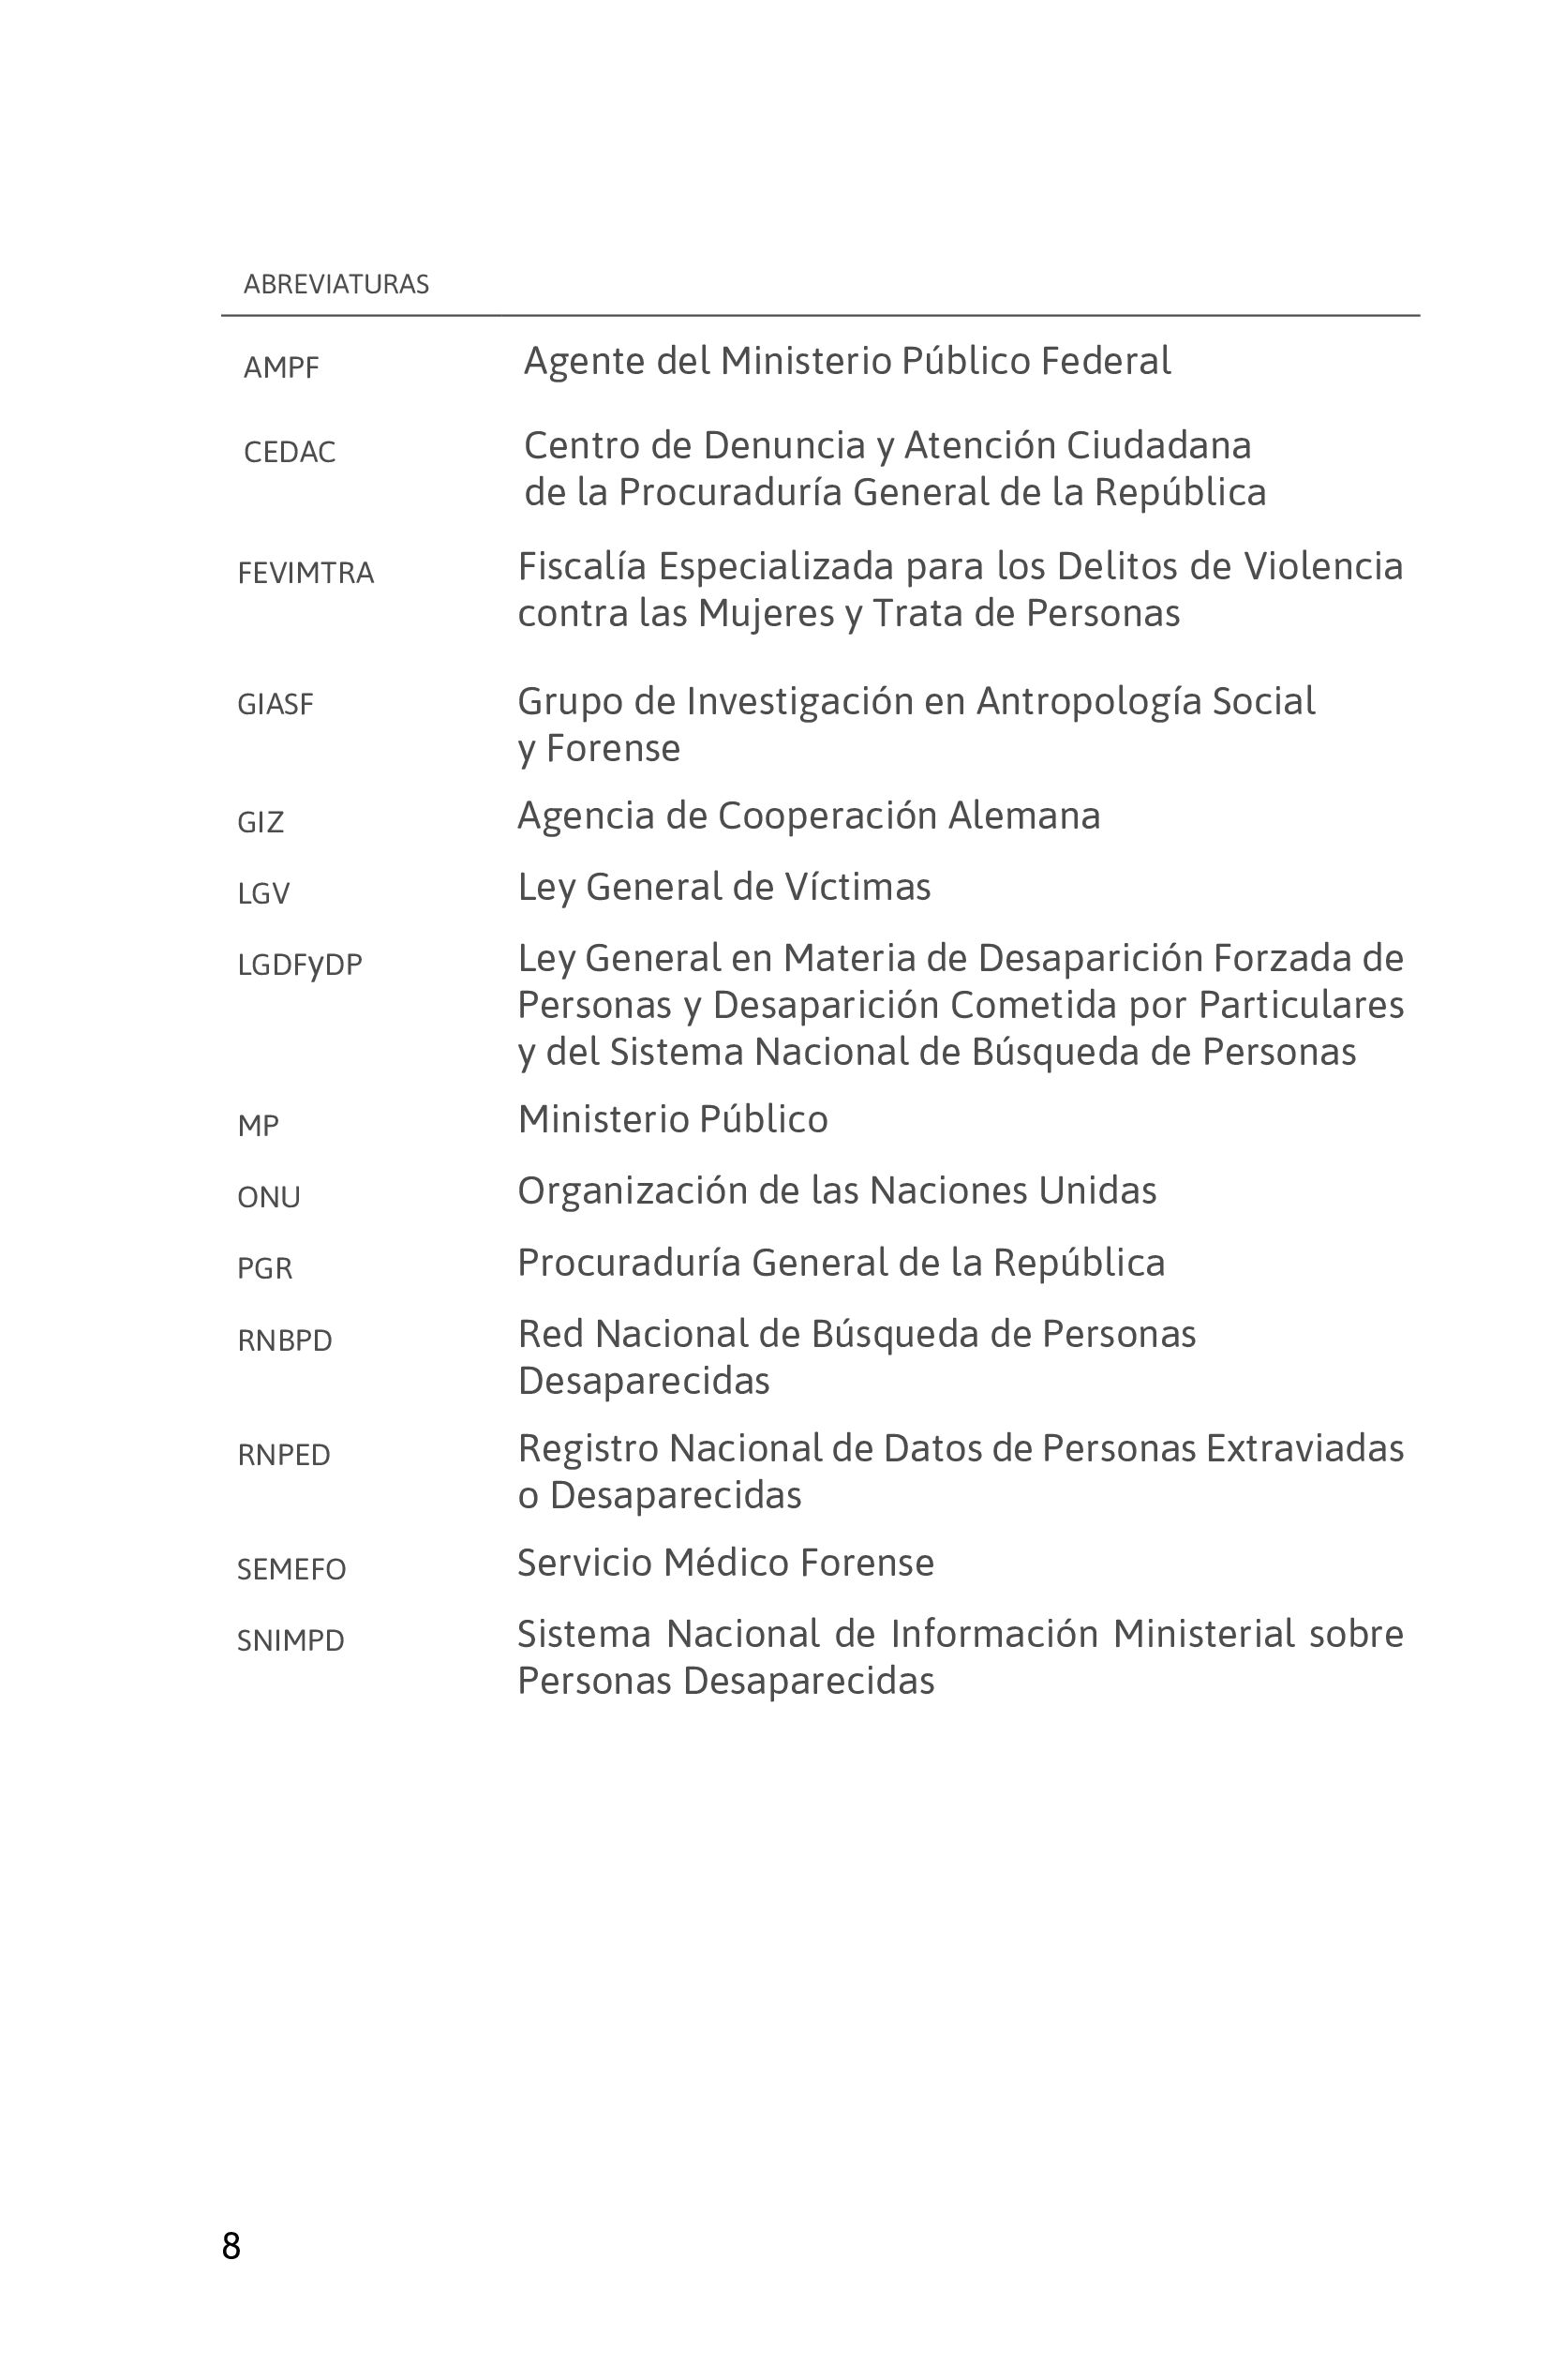 ABREVIATURAS
AMPF Agente del Ministerio Público Federal
CEDAC Centro de Denuncia y Atención Ciudadana
de la Procuraduría General de la República
FEVIMTRA Fiscalía Especializada para los Delitos de Violencia
contra las Mujeres y Trata de Personas
GIASF Grupo de Investigación en Antropología Social
y Forense
GIZ Agencia de Cooperación Alemana
LGV Ley General de Víctimas
LGDFyDP Ley General en Materia de Desaparición Forzada de
Personas y Desaparición Cometida por Particulares
y del Sistema Nacional de Búsqueda de Personas
MP Ministerio Público
ONU Organización de las Naciones Unidas
PGR Procuraduría General de la República
RNBPD Red Nacional de Búsqueda de Personas
Desaparecidas
RNPED Registro Nacional de Datos de Personas Extraviadas
o Desaparecidas
SEMEFO Servicio Médico Forense
SNIMPD Sistema Nacional de Información Ministerial sobre
Personas Desaparecidas
8